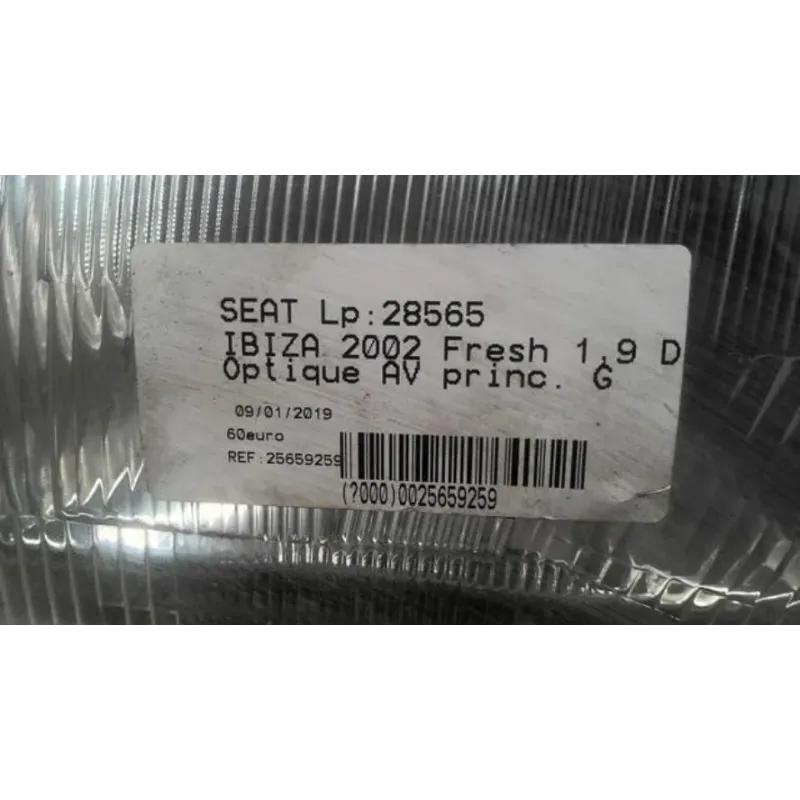 SEAT Lp:28565
IBIZA 2002 Fresh 1,9 D
Optique AV princ. G
09/01/2019
60euro
REF:25659259
(?000)0025659259